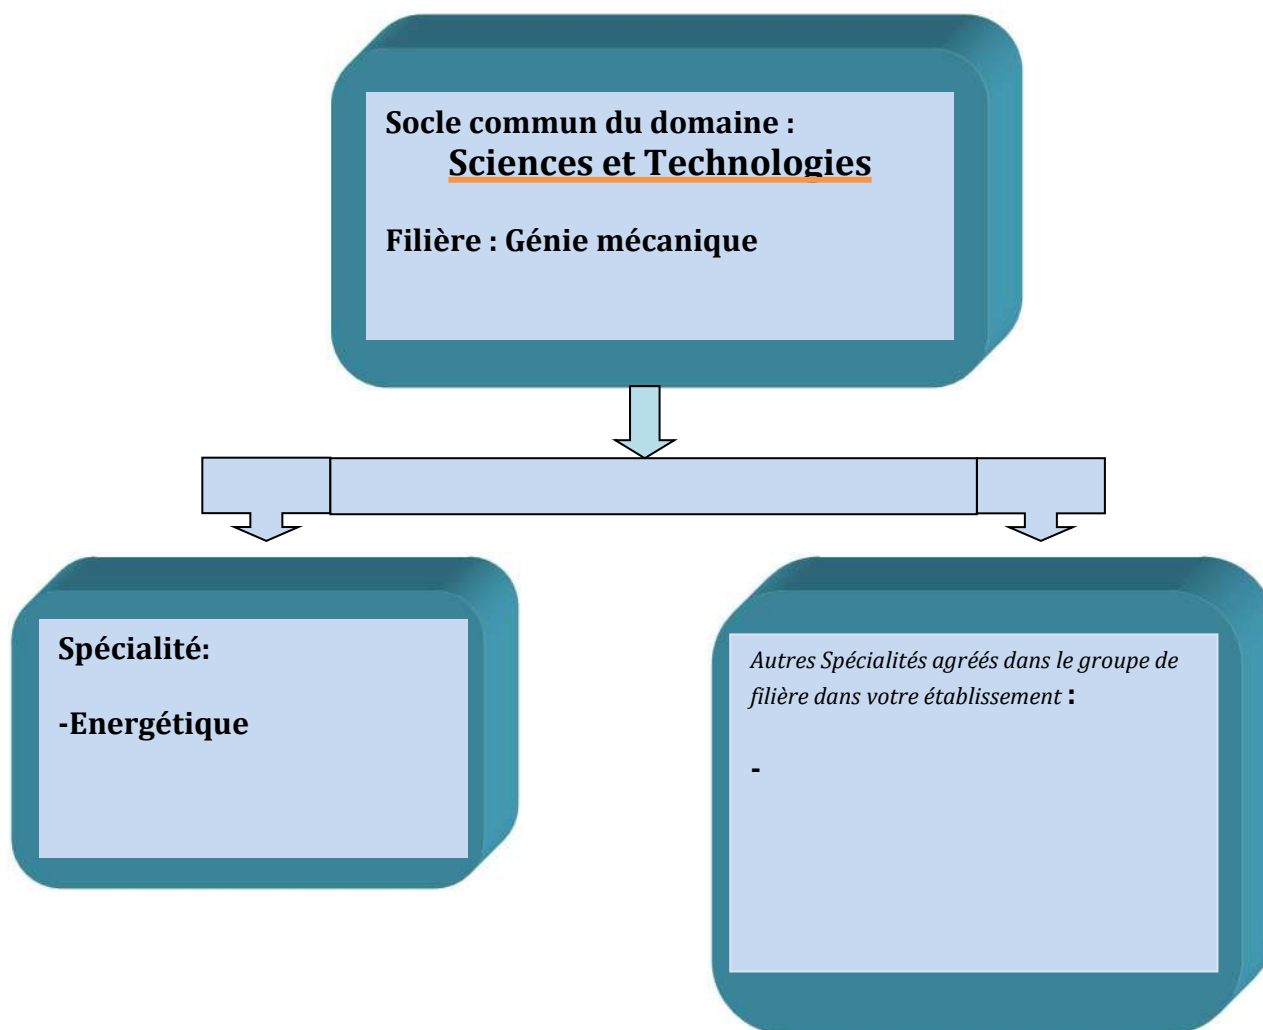 Socle commun du domaine :
Sciences et Technologies
Filière : Génie mécanique
Spécialité:
-Energétique
Autres Spécialités agréés dans le groupe de
filière dans votre établissement :
-